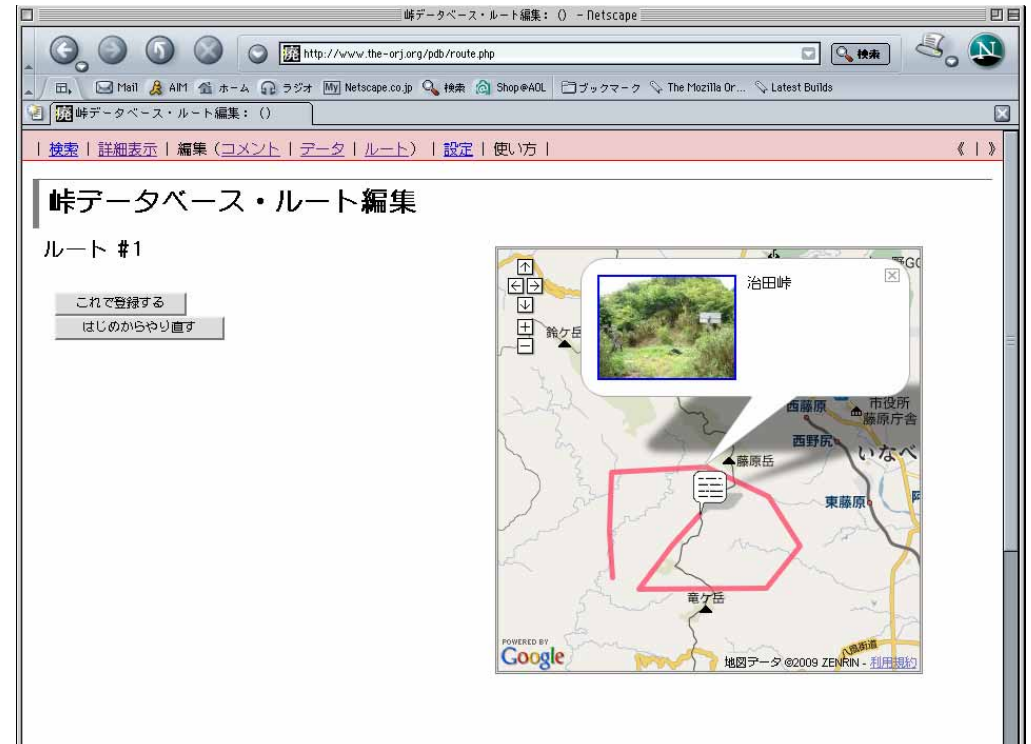 峠データベース・ルート編集： () - Netscape
http://www.the-orj.org/pdb/route.php
検索
Mail AIM ホーム ラジオ My Netscape.co.jp 検索 Shop@AOL ブックマーク The Mozilla Or... Latest Builds
峠データベース・ルート編集： ()
| 検索 | 詳細表示 | 編集（コメント | データ | ルート） | 設定 | 使い方 |
《 | 》
峠データベース・ルート編集
ルート #1
これで登録する
はじめからやり直す
治田峠
鈴ケ岳
西藤原
市役所
藤原庁舎
西野尻
いなべ
藤原岳
東藤原
竜ケ岳
八風街道
POWERED BY
Google
地図データ ©2009 ZENRIN - 利用規約